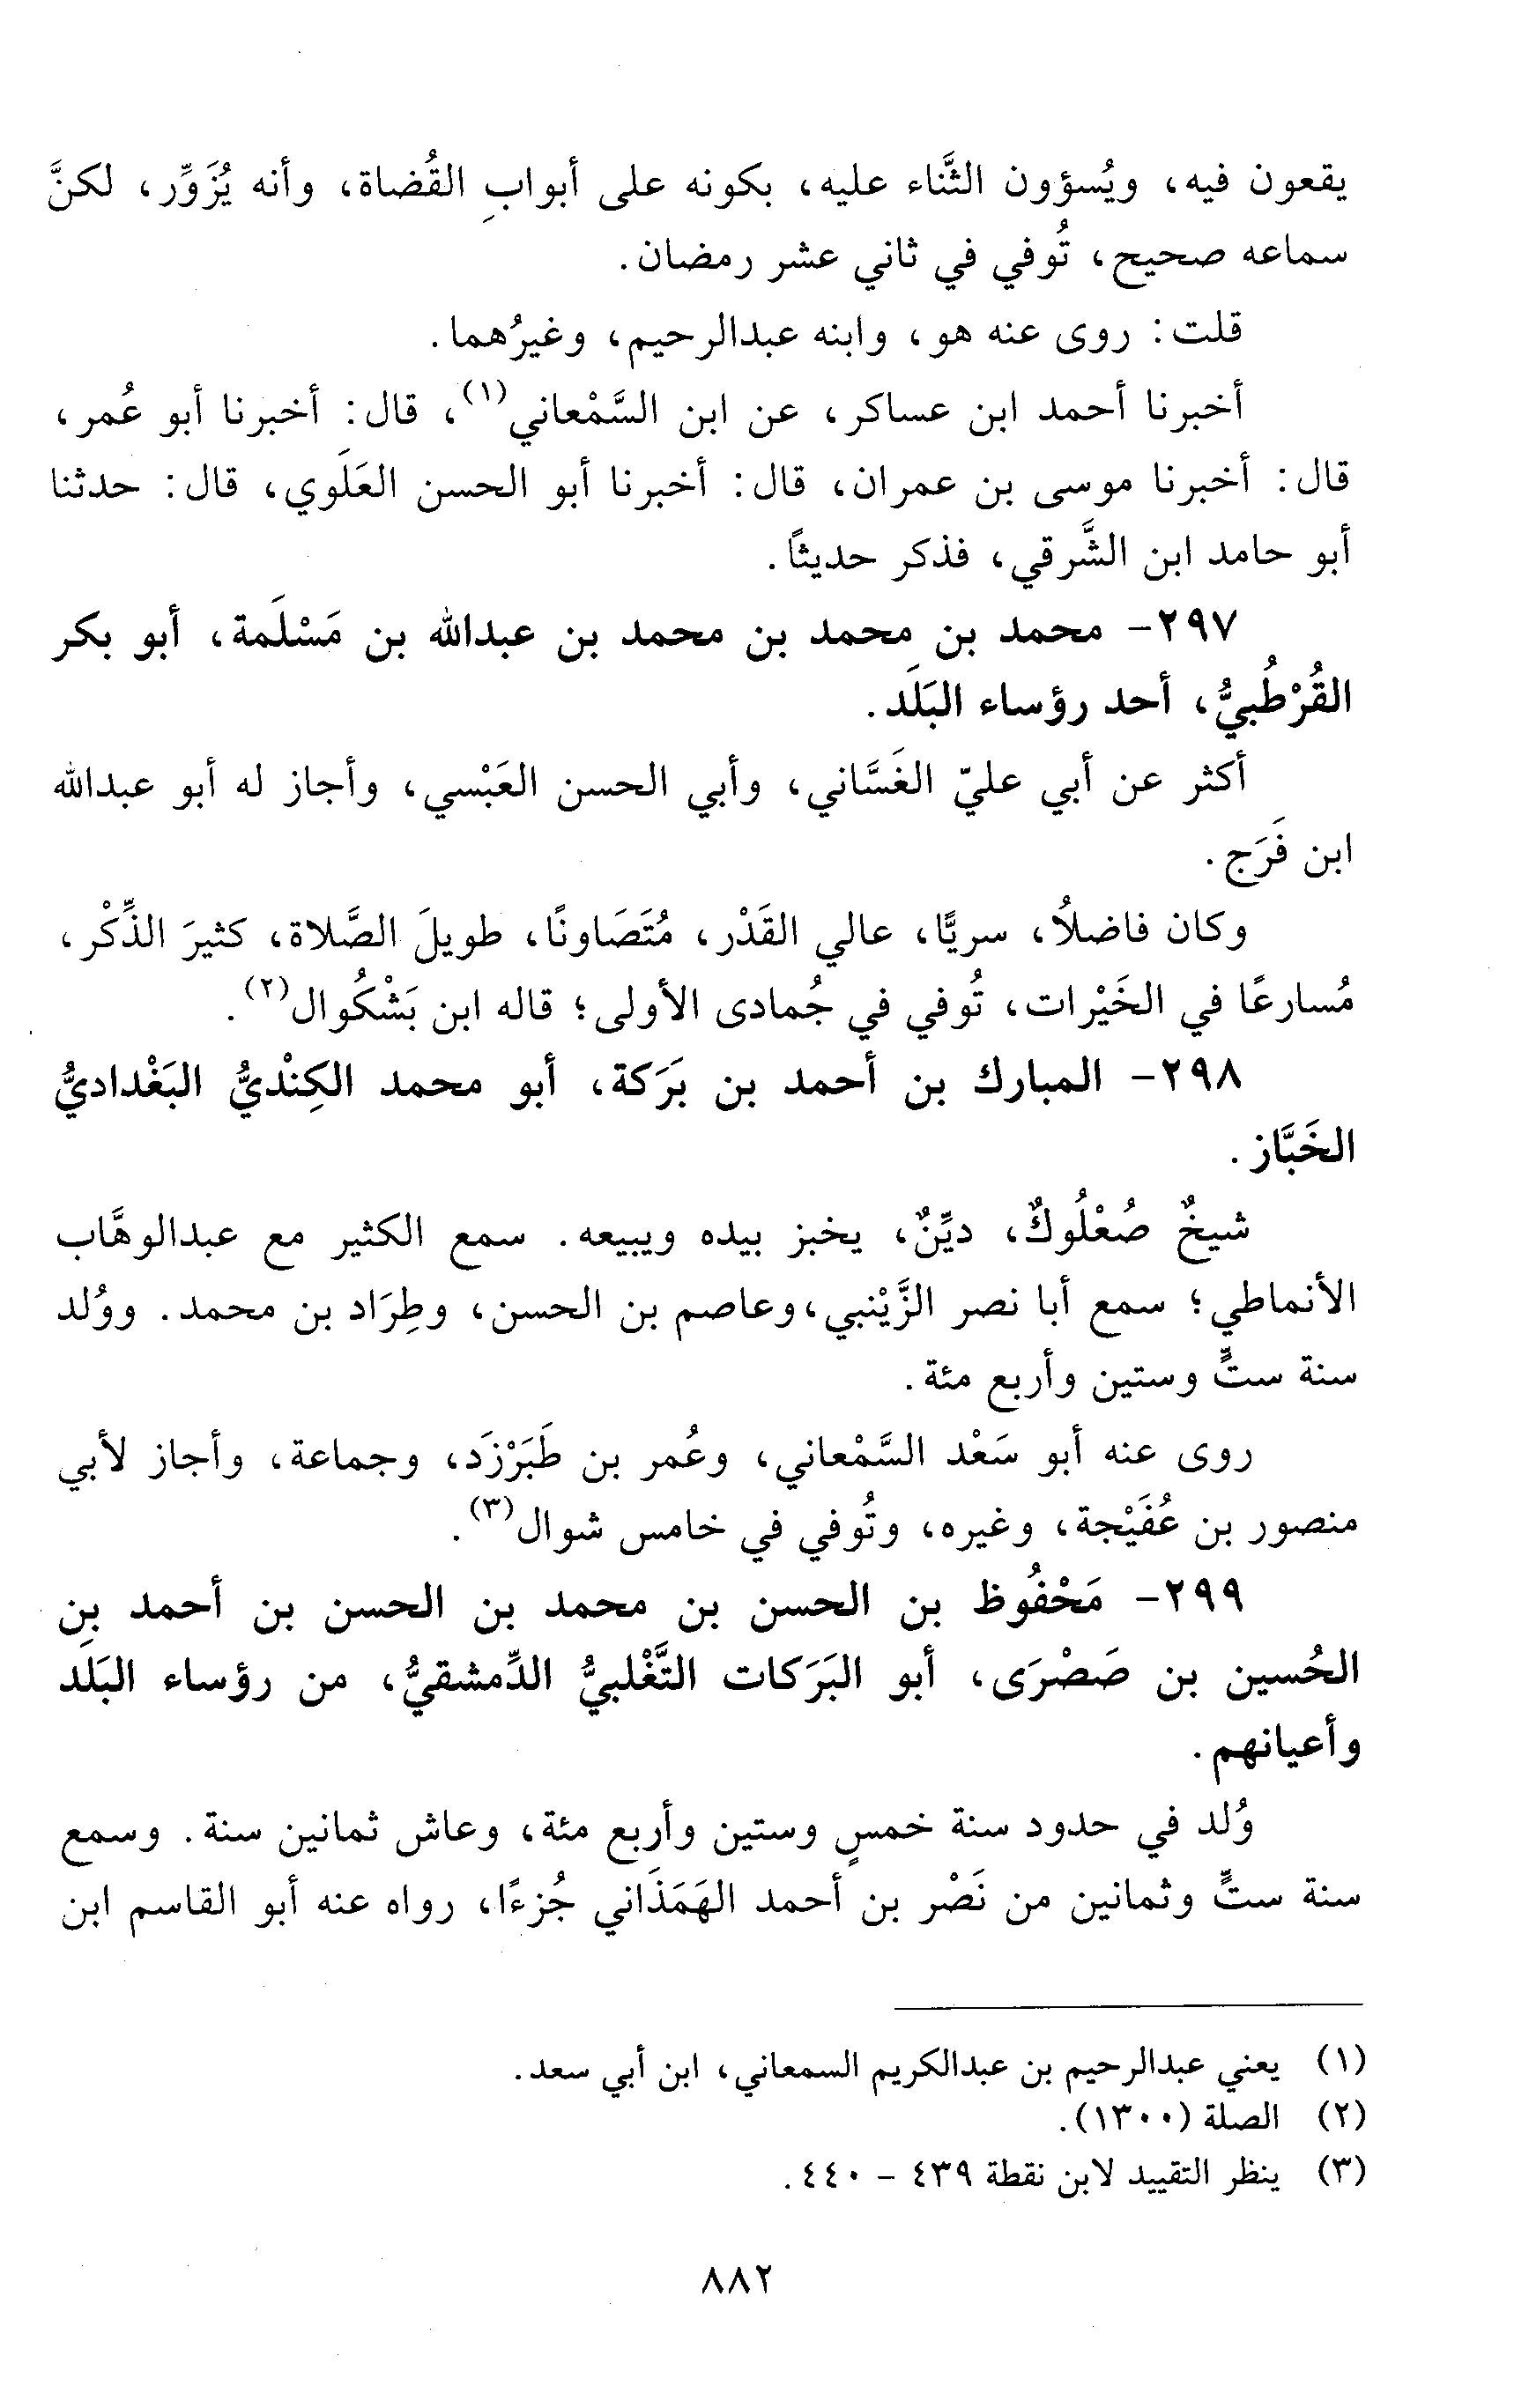 يقعون فيه، ويُسؤون الثَّناء عليه، بكونه على أبوابِ القُضاة، وأنه يُزَوِّر، لكنَّ
سماعه صحيح، تُوفي في ثاني عشر رمضان.
قلت: روى عنه هو، وابنه عبدالرحيم، وغيرُهما.
أخبرنا أحمد ابن عساكر، عن ابن السَّمْعاني(١)، قال: أخبرنا أبو عُمر،
قال: أخبرنا موسى بن عمران، قال: أخبرنا أبو الحسن العَلَوي، قال: حدثنا
أبو حامد ابن الشَّرقي، فذكر حديثًا.
٢٩٧- محمد بن محمد بن محمد بن عبدالله بن مَسْلَمة، أبو بكر
القُرْطُبيُّ، أحد رؤساء البَلَد.
أكثر عن أبي عليّ الغَسَّاني، وأبي الحسن العَبْسي، وأجاز له أبو عبدالله
ابن فَرَج.
وكان فاضلاً، سريًّا، عالي القَدْر، مُتَصَاونًا، طويلَ الصَّلاة، كثيرَ الذِّكْر،
مُسارعًا في الخَيْرات، تُوفي في جُمادى الأولى؛ قاله ابن بَشْكُوال(٢).
٢٩٨- المبارك بن أحمد بن بَرَكة، أبو محمد الكِنْديُّ البَغْداديُّ
الخَبَّاز.
شيخٌ صُعْلُوكٌ، ديِّنٌ، يخبز بيده ويبيعه. سمع الكثير مع عبدالوهَّاب
الأنماطي؛ سمع أبا نصر الزَّيْنبي، وعاصم بن الحسن، وطِرَاد بن محمد. ووُلد
سنة ستٍّ وستين وأربع مئة.
روى عنه أبو سَعْد السَّمْعاني، وعُمر بن طَبَرْزَد، وجماعة، وأجاز لأبي
منصور بن عُفَيْجة، وغيره، وتُوفي في خامس شوال(٣).
٢٩٩- مَحْفُوظ بن الحسن بن محمد بن الحسن بن أحمد بنِ
الحُسين بن صَصْرَى، أبو البَرَكات التَّغْلبيُّ الدِّمشقيُّ، من رؤساء البَلَد
وأعيانهم.
وُلد في حدود سنة خمسٍ وستين وأربع مئة، وعاش ثمانين سنة. وسمع
سنة ستٍّ وثمانين من نَصْر بن أحمد الهَمَذَاني جُزءًا، رواه عنه أبو القاسم ابن
(١) يعني عبدالرحيم بن عبدالكريم السمعاني، ابن أبي سعد.
(٢) الصلة (١٣٠٠).
(٣) ينظر التقييد لابن نقطة ٤٣٩ - ٤٤٠.
٨٨٢